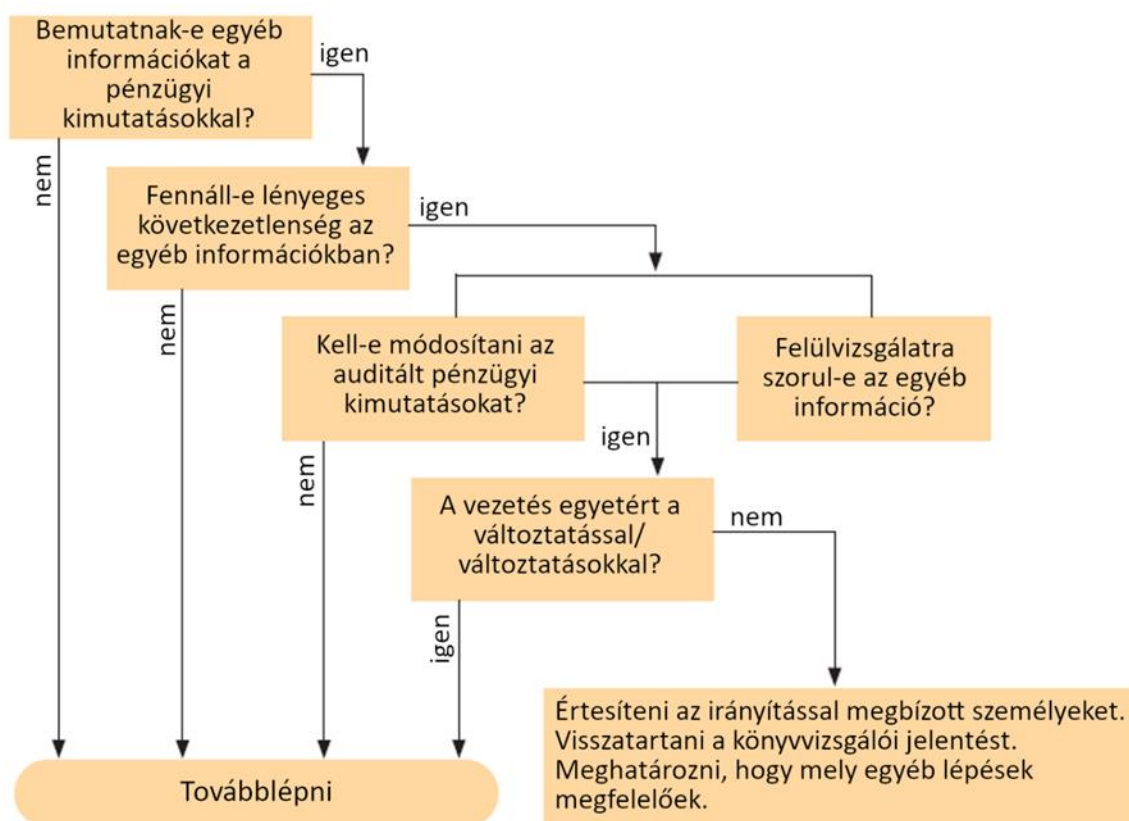 Bemutatnak-e egyéb
információkat a
pénzügyi
kimutatásokkal?
igen
nem
Fennáll-e lényeges
következetlenség az
egyéb információkban?
igen
nem
Kell-e módosítani az
auditált pénzügyi
kimutatásokat?
Felülvizsgálatra
szorul-e az egyéb
információ?
igen
nem
A vezetés egyetért a
változtatással/
változtatásokkal?
nem
igen
Értesíteni az irányítással megbízott személyeket.
Visszatartani a könyvvizsgálói jelentést.
Meghatározni, hogy mely egyéb lépések
megfelelőek.
Továbblépni